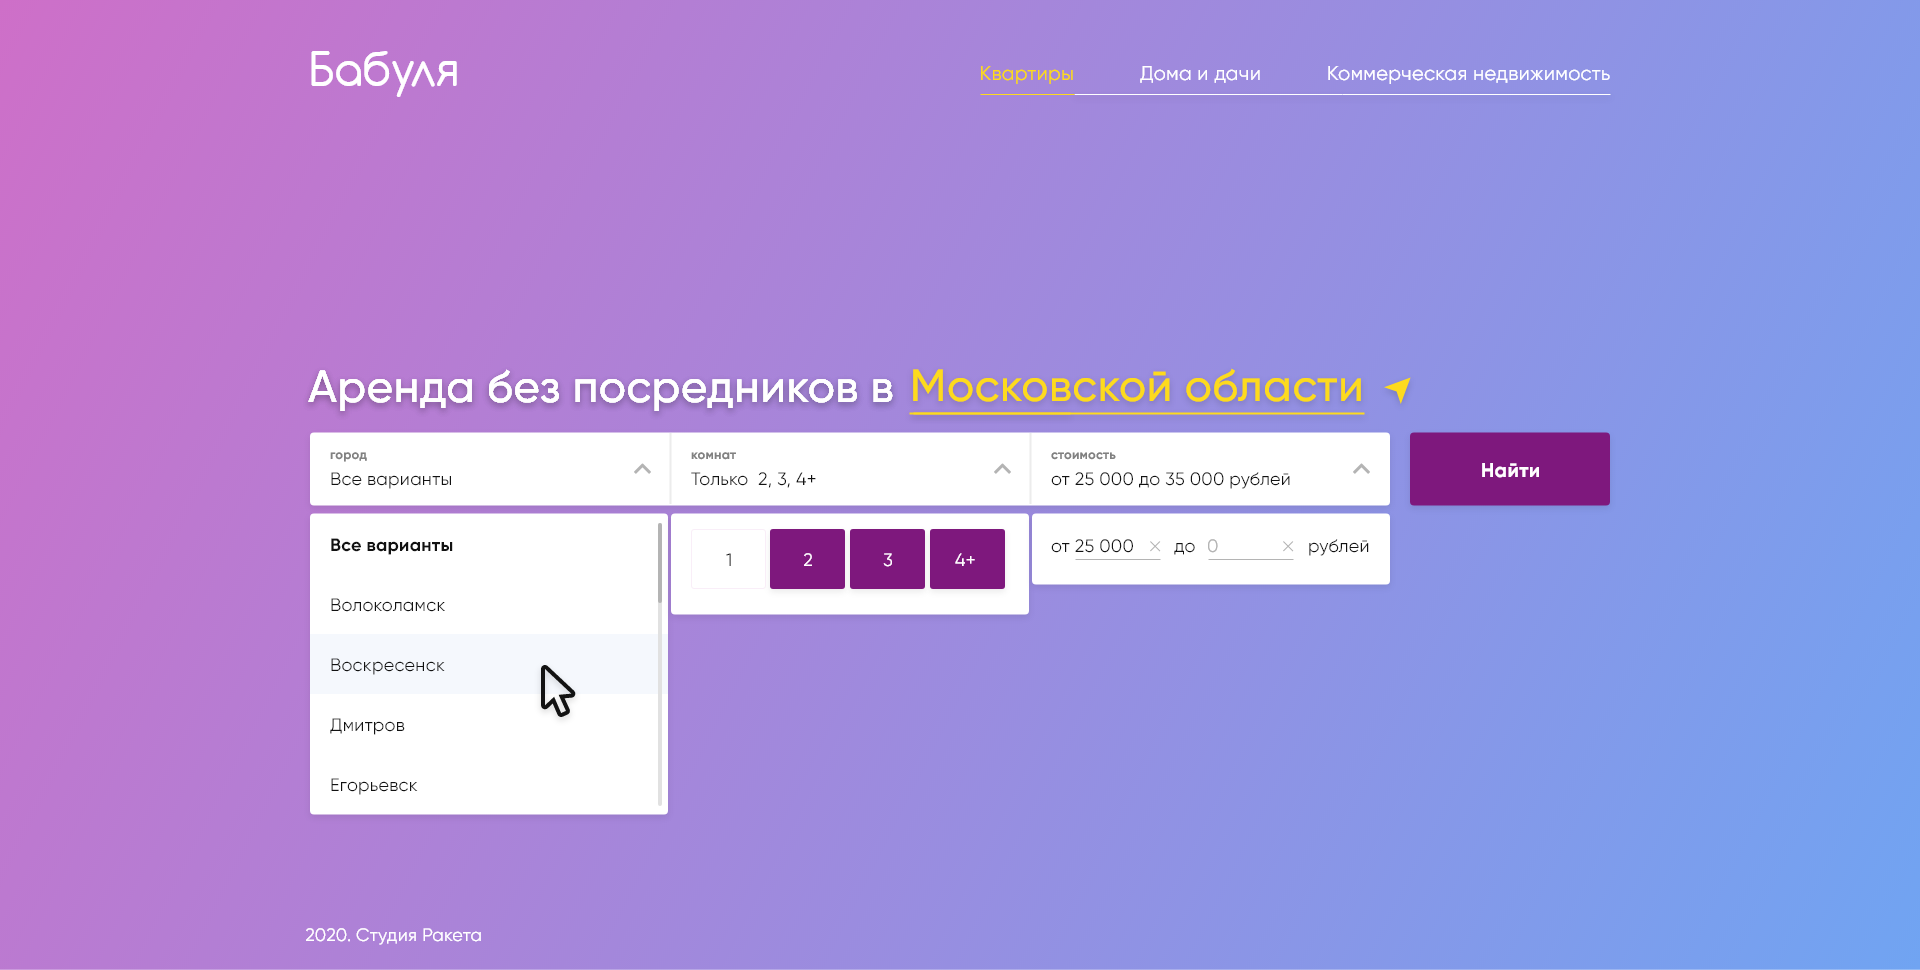 Бабуля
Квартиры Дома и дачи Коммерческая недвижимость
Аренда без посредников в Московской области
город
Все варианты
комнат
Только 2, 3, 4+
стоимость
от 25 000 до 35 000 рублей
Найти
Все варианты
Волоколамск
Воскресенск
Дмитров
Егорьевск
1 2 3 4+
от 25 000 до 0 рублей
2020. Студия Ракета